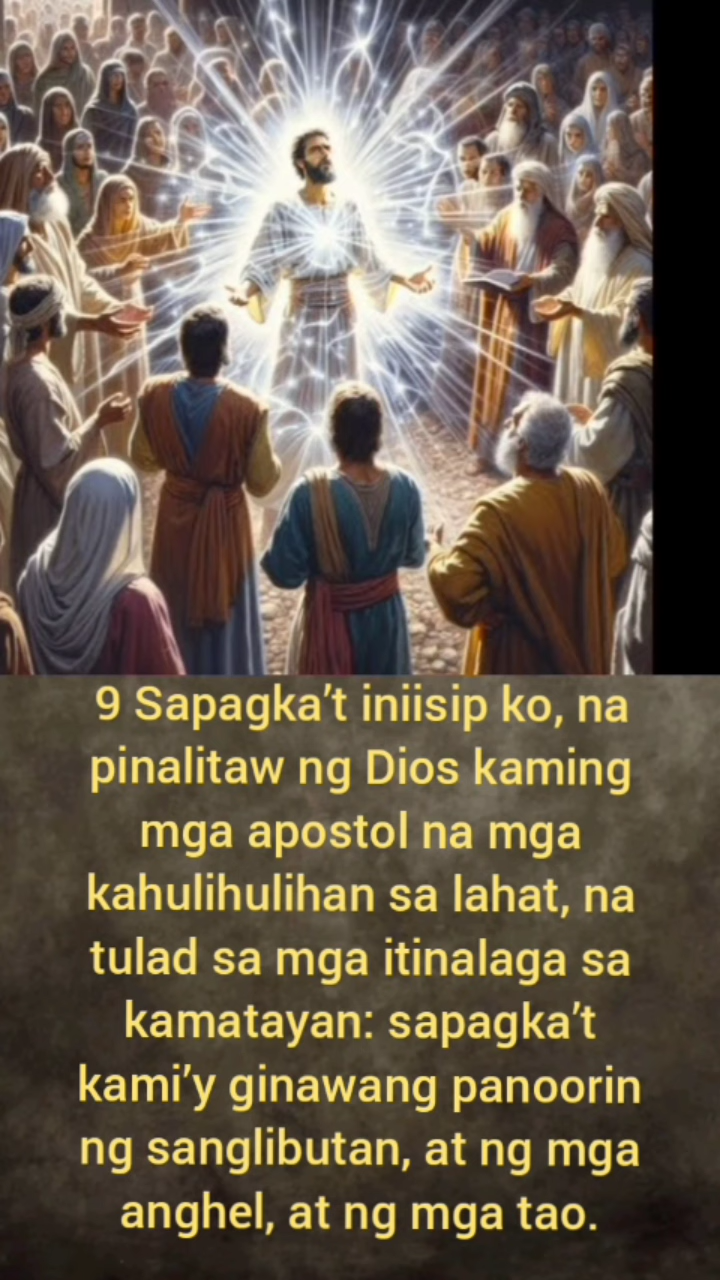 9 Sapagka’t iniisip ko, na
pinalitaw ng Dios kaming
mga apostol na mga
kahulihulihan sa lahat, na
tulad sa mga itinalaga sa
kamatayan: sapagka’t
kami’y ginawang panoorin
ng sanglibutan, at ng mga
anghel, at ng mga tao.